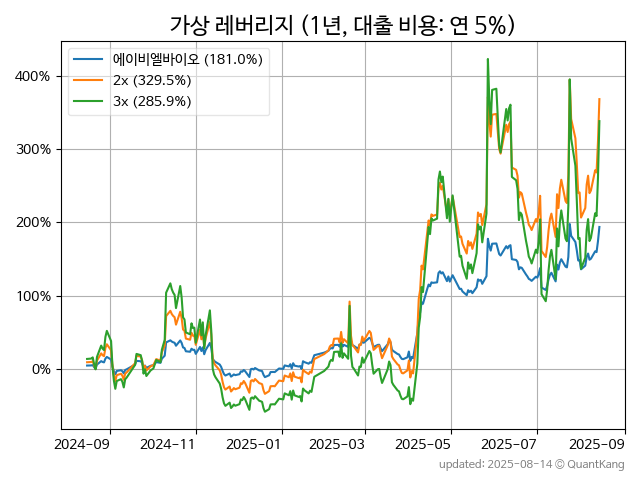 가상 레버리지 (1년, 대출 비용: 연 5%)
에이비엘바이오 (181.0%)
2x (329.5%)
3x (285.9%)
400%
300%
200%
100%
0%
2024-09
2024-11
2025-01
2025-03
2025-05
2025-07
2025-09
updated: 2025-08-14 © QuantKang